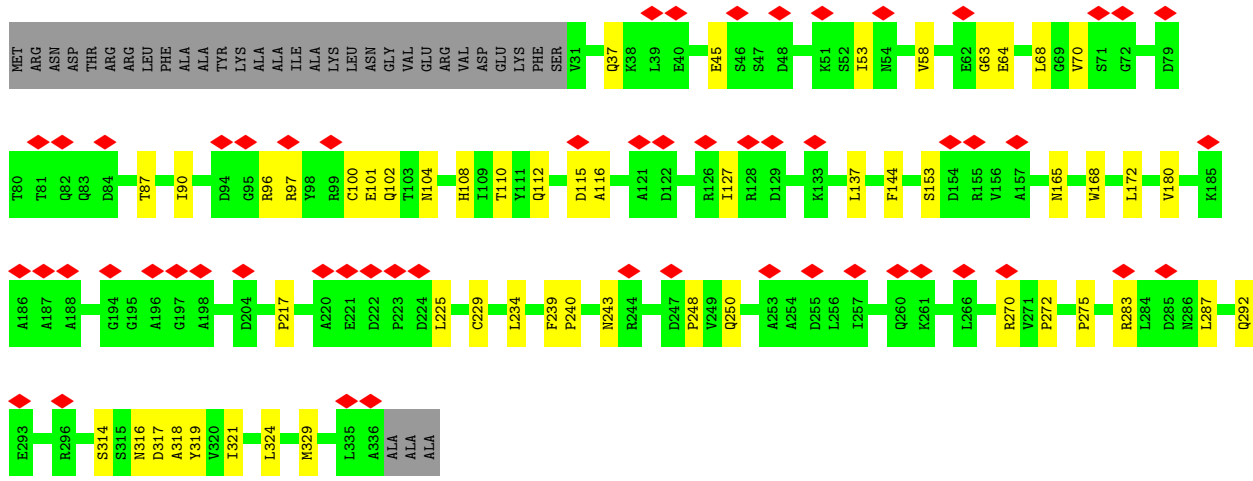 MET ARG ASN ASP THR ARG ARG LEU PHE ALA ALA TYR LYS ALA ALA ILE ALA LYS LEU ASN GLY VAL GLU ARG VAL ASP GLU LYS PHE SER V31 Q37 K38 L39 E40 E45 S46 S47 D48 K51 S52 I53 N54 V58 E62 G63 E64 L68 G69 V70 S71 G72 D79
T80 T81 Q82 Q83 D84 T87 I90 D94 G95 R96 R97 Y98 R99 C100 E101 Q102 T103 N104 H108 I109 T110 Y111 Q112 D115 A116 A121 D122 R126 I127 R128 D129 K133 L137 F144 S153 D154 R155 V156 A157 N165 W168 L172 V180 K185
A186 A187 A188 G194 G195 A196 G197 A198 D204 P217 A220 E221 D222 P223 D224 L225 C229 L234 F239 P240 N243 R244 D247 P248 V249 Q250 A253 A254 D255 L256 I257 Q260 K261 L266 R270 V271 P272 P275 R283 L284 D285 N286 L287 Q292
E293 R296 S314 S315 N316 D317 A318 Y319 V320 I321 L324 M329 L335 A336 ALA ALA ALA